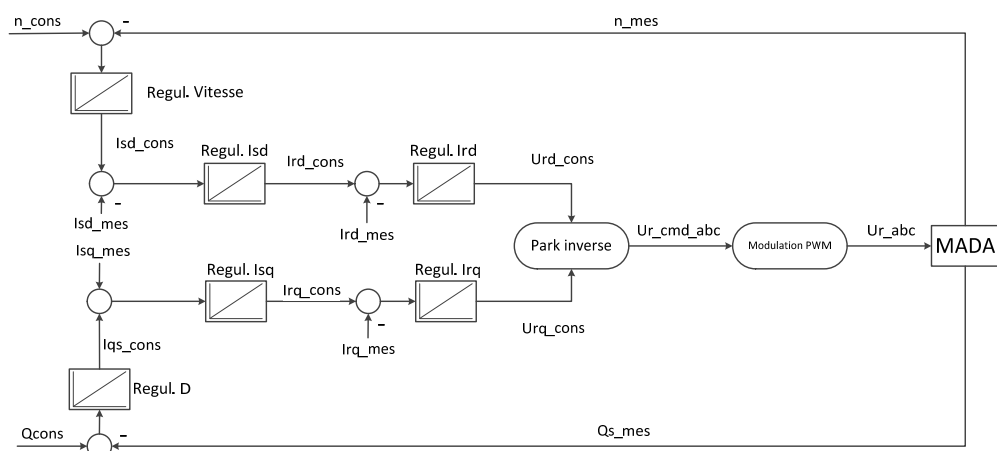 n_cons
-
n_mes
Regul. Vitesse
Isd_cons
Regul. Isd
Ird_cons
Regul. Ird
Urd_cons
-
Isd_mes
-
Ird_mes
Isq_mes
Park inverse
Ur_cmd_abc
Modulation PWM
Ur_abc
MADA
Regul. Isq
Irq_cons
Regul. Irq
-
Irq_mes
Urq_cons
Iqs_cons
Regul. D
Qcons
-
Qs_mes